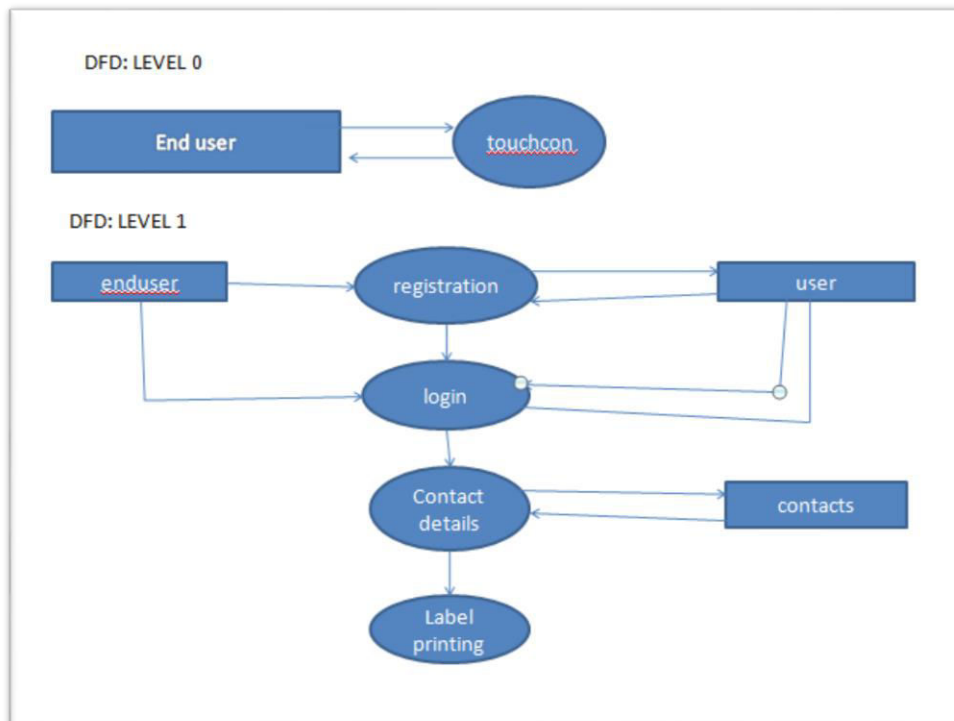 DFD: LEVEL 0
End user
touchcon
DFD: LEVEL 1
enduser
registration
user
login
Contact
details
contacts
Label
printing